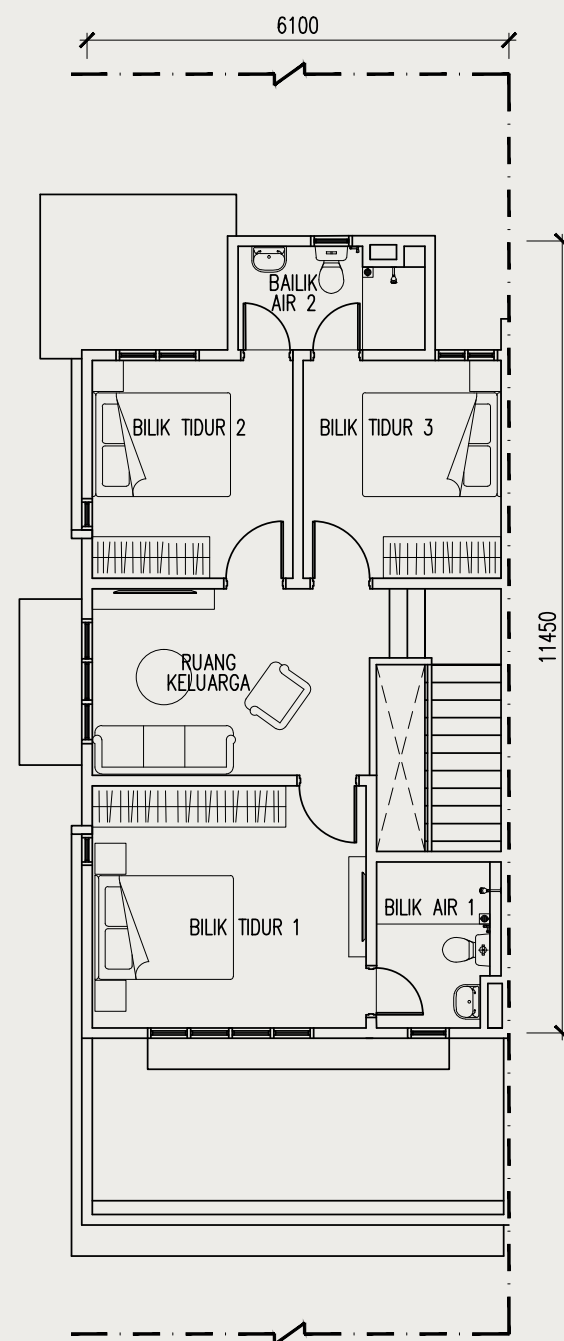 6100
BAILIK
AIR 2
BILIK TIDUR 2
BILIK TIDUR 3
11450
RUANG
KELUARGA
BILIK AIR 1
BILIK TIDUR 1